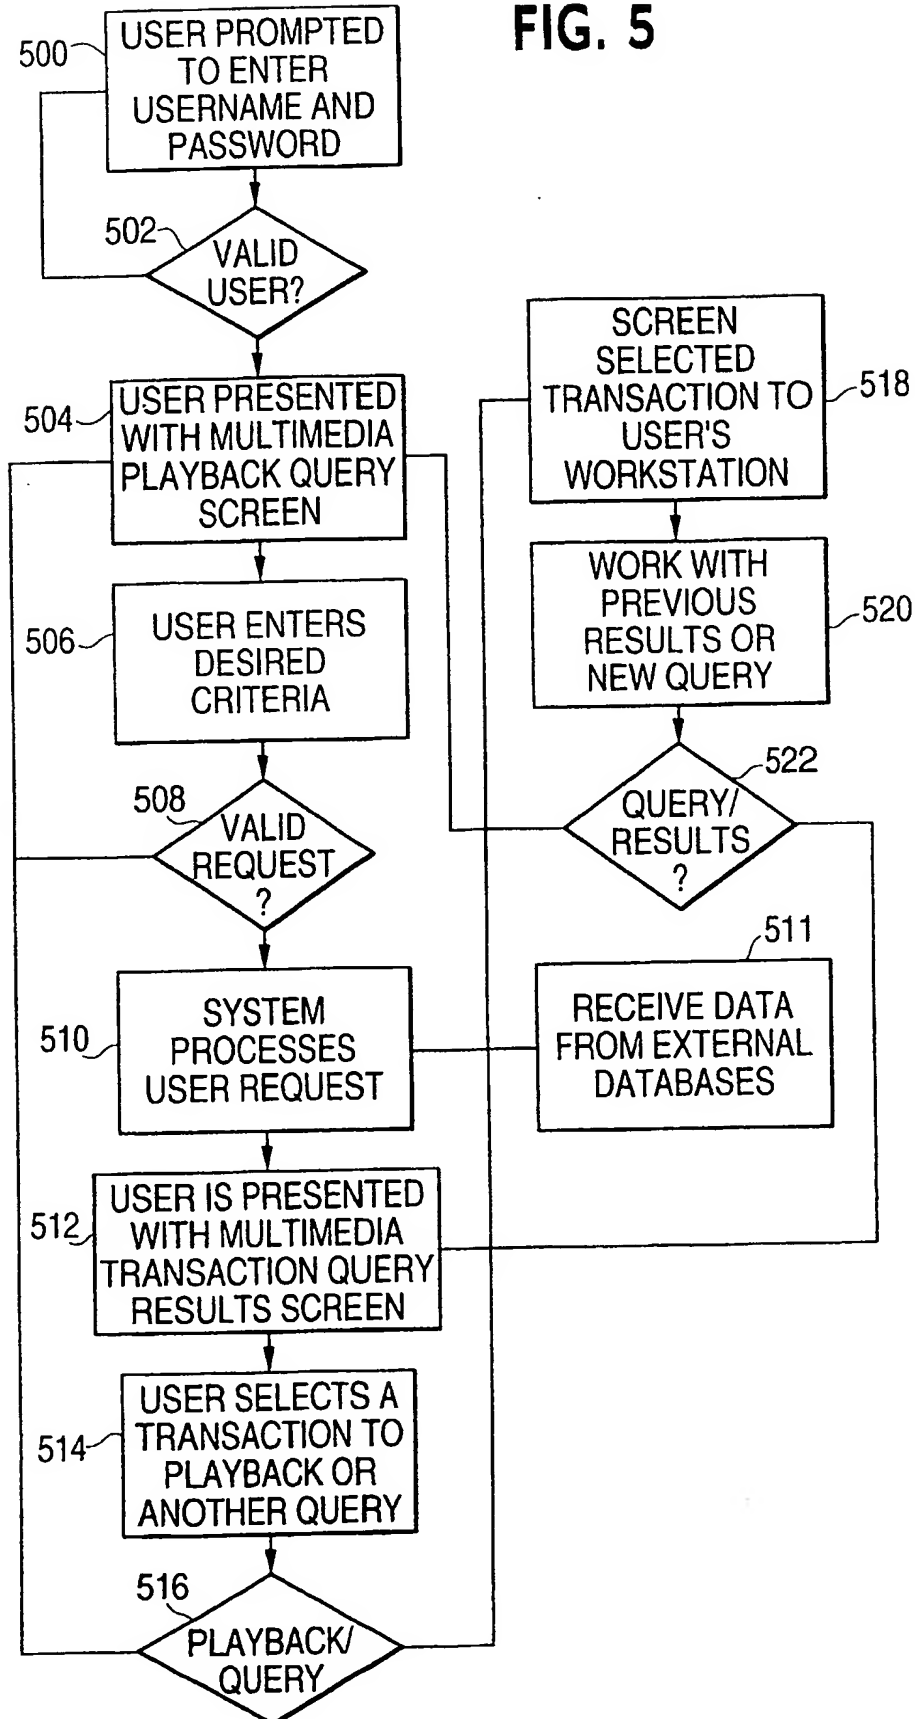 FIG. 5
500
USER PROMPTED
TO ENTER
USERNAME AND
PASSWORD
502
VALID
USER?
504
USER PRESENTED
WITH MULTIMEDIA
PLAYBACK QUERY
SCREEN
506
USER ENTERS
DESIRED
CRITERIA
508
VALID
REQUEST
?
510
SYSTEM
PROCESSES
USER REQUEST
512
USER IS PRESENTED
WITH MULTIMEDIA
TRANSACTION QUERY
RESULTS SCREEN
514
USER SELECTS A
TRANSACTION TO
PLAYBACK OR
ANOTHER QUERY
516
PLAYBACK/
QUERY
SCREEN
SELECTED
TRANSACTION TO
USER'S
WORKSTATION
518
WORK WITH
PREVIOUS
RESULTS OR
NEW QUERY
520
522
QUERY/
RESULTS
?
511
RECEIVE DATA
FROM EXTERNAL
DATABASES